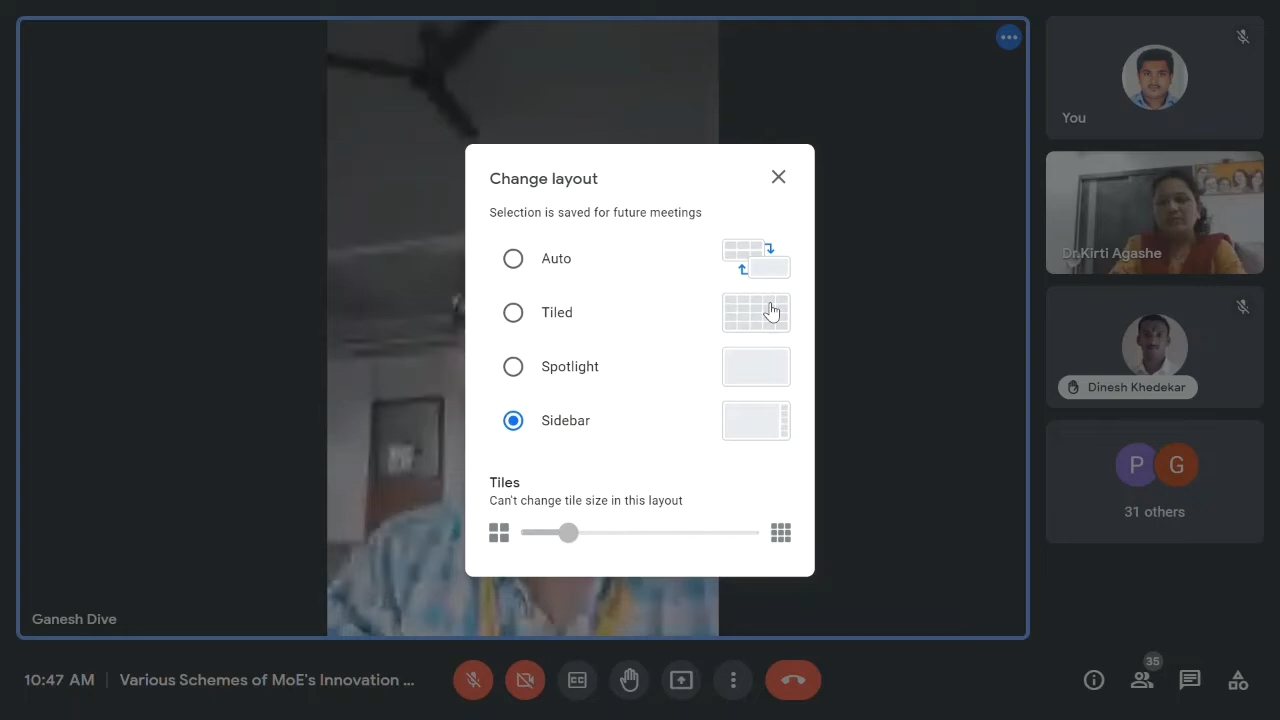 You
Dr.Kirti Agashe
Dinesh Khedekar
P G
31 others
Change layout
Selection is saved for future meetings
Auto
Tiled
Spotlight
Sidebar
Tiles
Can't change tile size in this layout
Ganesh Dive
10:47 AM | Various Schemes of MoE's Innovation ...
CC
35